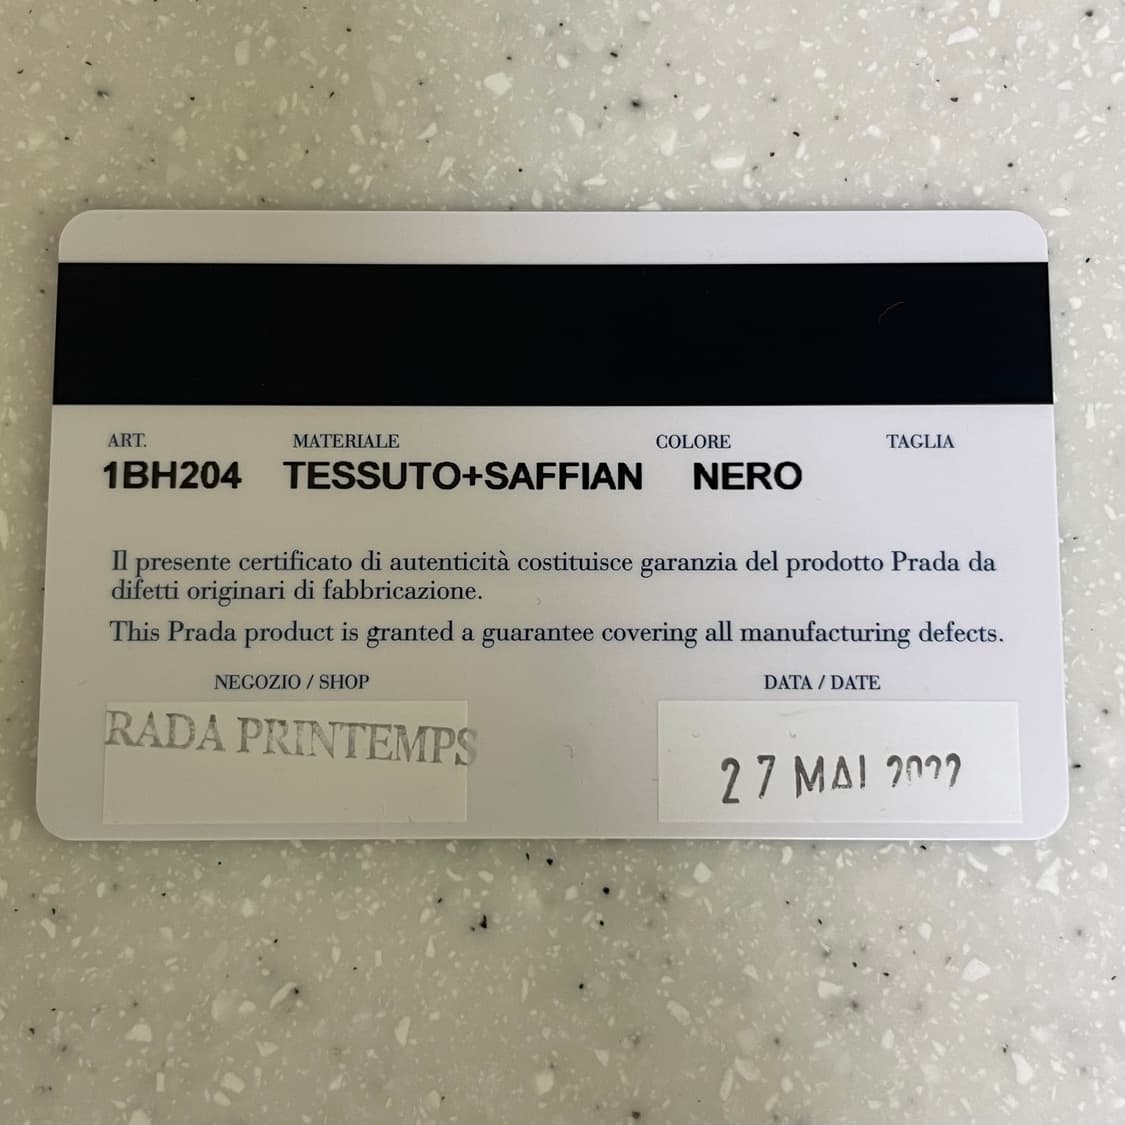 ART. MATERIALE COLORE TAGLIA
1BH204 TESSUTO+SAFFIAN NERO
Il presente certificato di autenticità costituisce garanzia del prodotto Prada da
difetti originari di fabbricazione.
This Prada product is granted a guarantee covering all manufacturing defects.
NEGOZIO / SHOP DATA / DATE
RADA PRINTEMPS 27 MAI 2022